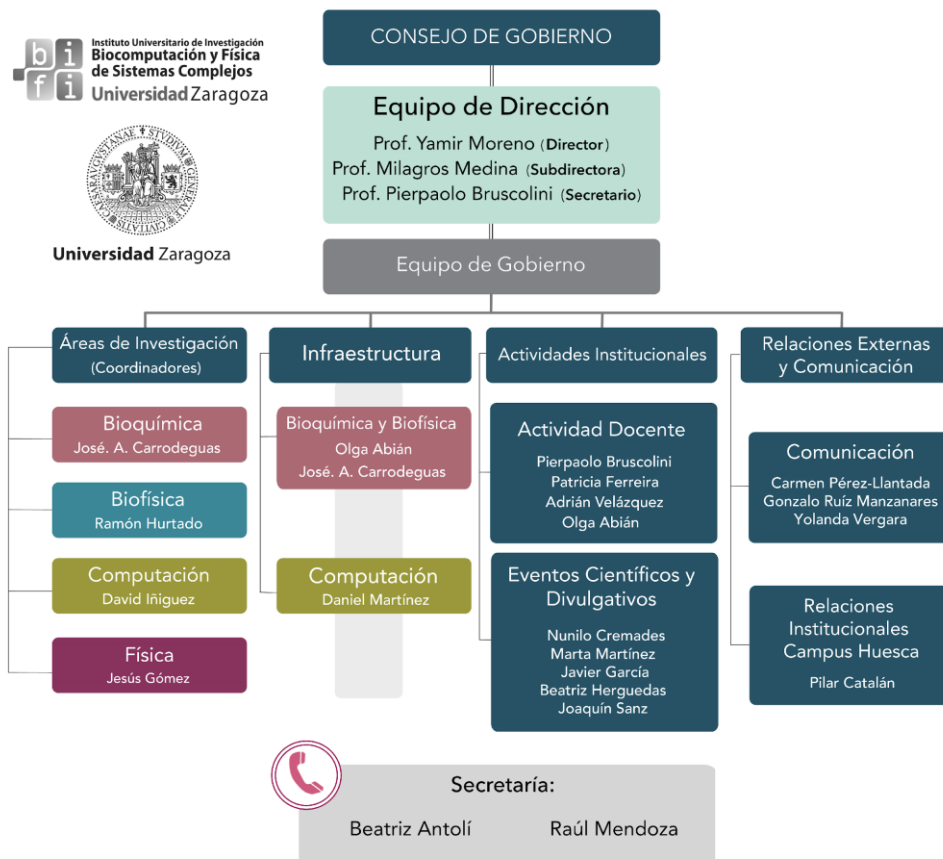 bifi
Instituto Universitario de Investigación
Biocomputación y Física
de Sistemas Complejos
Universidad Zaragoza
Universidad Zaragoza
CONSEJO DE GOBIERNO
Equipo de Dirección
Prof. Yamir Moreno (Director)
Prof. Milagros Medina (Subdirectora)
Prof. Pierpaolo Bruscolini (Secretario)
Equipo de Gobierno
Áreas de Investigación
(Coordinadores)
Bioquímica
José. A. Carrodeguas
Biofísica
Ramón Hurtado
Computación
David Iñiguez
Física
Jesús Gómez
Infraestructura
Bioquímica y Biofísica
Olga Abián
José. A. Carrodeguas
Computación
Daniel Martínez
Actividades Institucionales
Actividad Docente
Pierpaolo Bruscolini
Patricia Ferreira
Adrián Velázquez
Olga Abián
Eventos Científicos y
Divulgativos
Nunilo Cremades
Marta Martínez
Javier García
Beatriz Herguedas
Joaquín Sanz
Relaciones Externas
y Comunicación
Comunicación
Carmen Pérez-Llantada
Gonzalo Ruíz Manzanares
Yolanda Vergara
Relaciones
Institucionales
Campus Huesca
Pilar Catalán
Secretaría:
Beatriz Antolí Raúl Mendoza